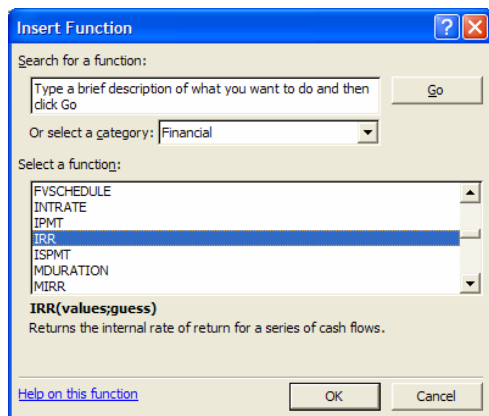 Insert Function
Search for a function:
Type a brief description of what you want to do and then
click Go
Go
Or select a category: Financial
Select a function:
FVSCHEDULE
INTRATE
IPMT
IRR
ISPMT
MDURATION
MIRR
IRR(values;guess)
Returns the internal rate of return for a series of cash flows.
Help on this function
OK
Cancel